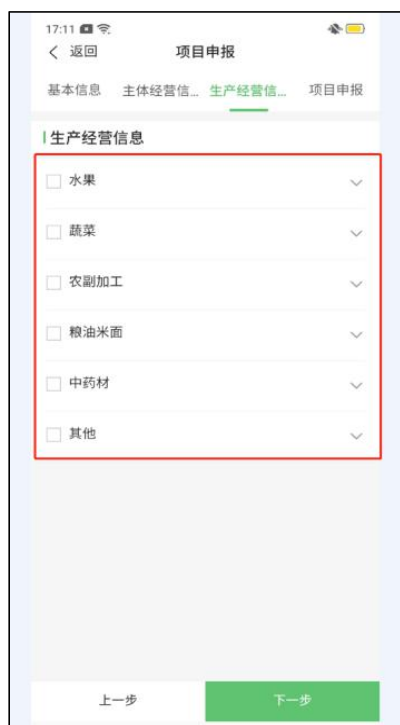 17:11
返回 项目申报
基本信息 主体经营信... 生产经营信... 项目申报
生产经营信息
水果
蔬菜
农副加工
粮油米面
中药材
其他
上一步 下一步